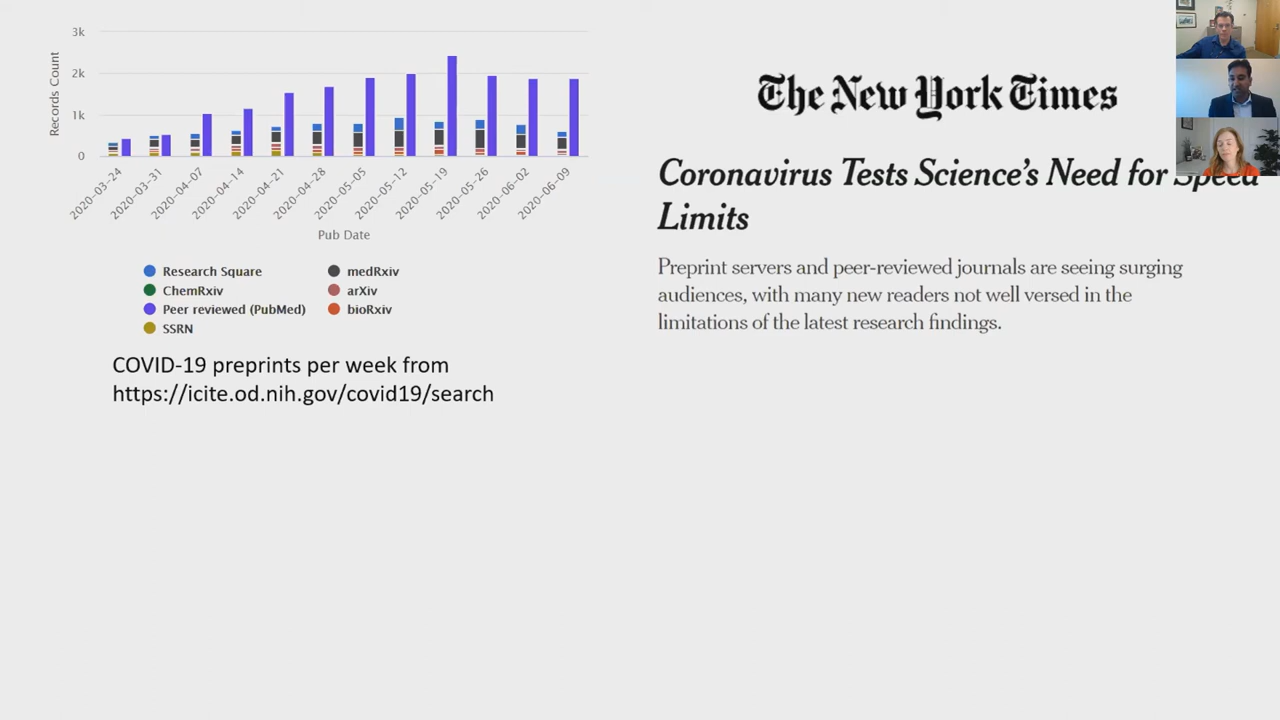 3k
2k
1k
0
Records Count
2020-03-24
2020-03-31
2020-04-07
2020-04-14
2020-04-21
2020-04-28
2020-05-05
2020-05-12
2020-05-19
2020-05-26
2020-06-02
2020-06-09
Pub Date
Research Square
medRxiv
ChemRxiv
arXiv
Peer reviewed (PubMed)
bioRxiv
SSRN
COVID-19 preprints per week from
https://icite.od.nih.gov/covid19/search
The New York Times
Coronavirus Tests Science's Need for Speed
Limits
Preprint servers and peer-reviewed journals are seeing surging
audiences, with many new readers not well versed in the
limitations of the latest research findings.